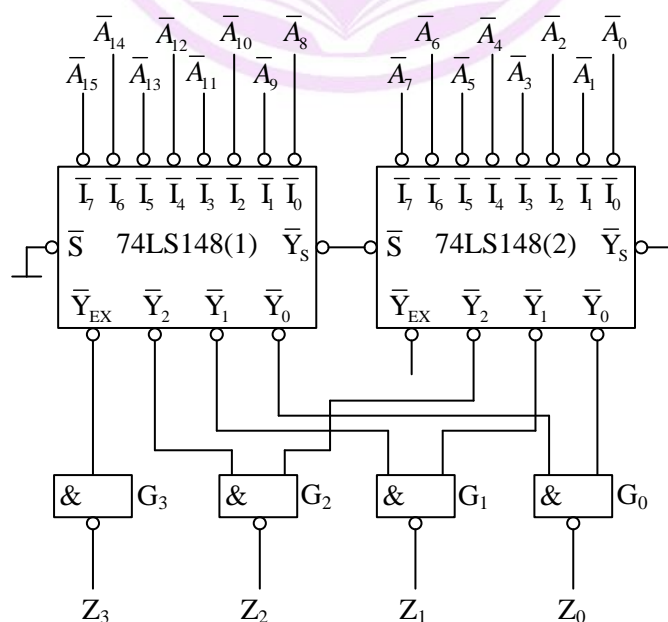 A̅₁₄ A̅₁₂ A̅₁₀ A̅₈ A̅₆ A̅₄ A̅₂ A̅₀
A̅₁₅ A̅₁₃ A̅₁₁ A̅₉ A̅₇ A̅₅ A̅₃ A̅₁
I̅₇ I̅₆ I̅₅ I̅₄ I̅₃ I̅₂ I̅₁ I̅₀ I̅₇ I̅₆ I̅₅ I̅₄ I̅₃ I̅₂ I̅₁ I̅₀
S̅ 74LS148(1) Y̅S S̅ 74LS148(2) Y̅S
Y̅EX Y̅₂ Y̅₁ Y̅₀ Y̅EX Y̅₂ Y̅₁ Y̅₀
& G₃ & G₂ & G₁ & G₀
Z₃ Z₂ Z₁ Z₀